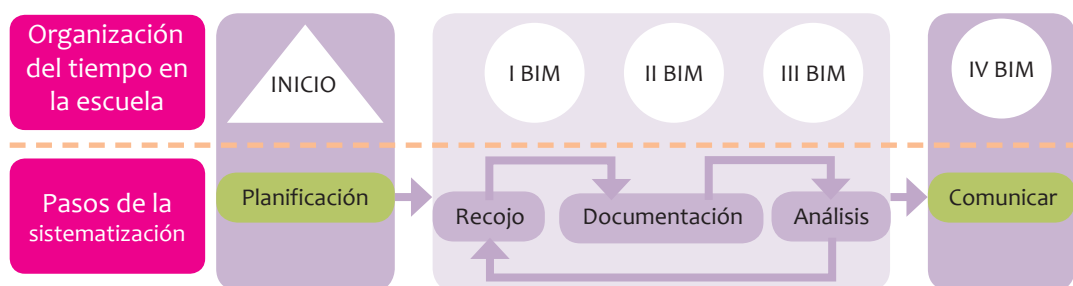 Organización
del tiempo en
la escuela
INICIO
I BIM
II BIM
III BIM
IV BIM
Pasos de la
sistematización
Planificación
Recojo
Documentación
Análisis
Comunicar